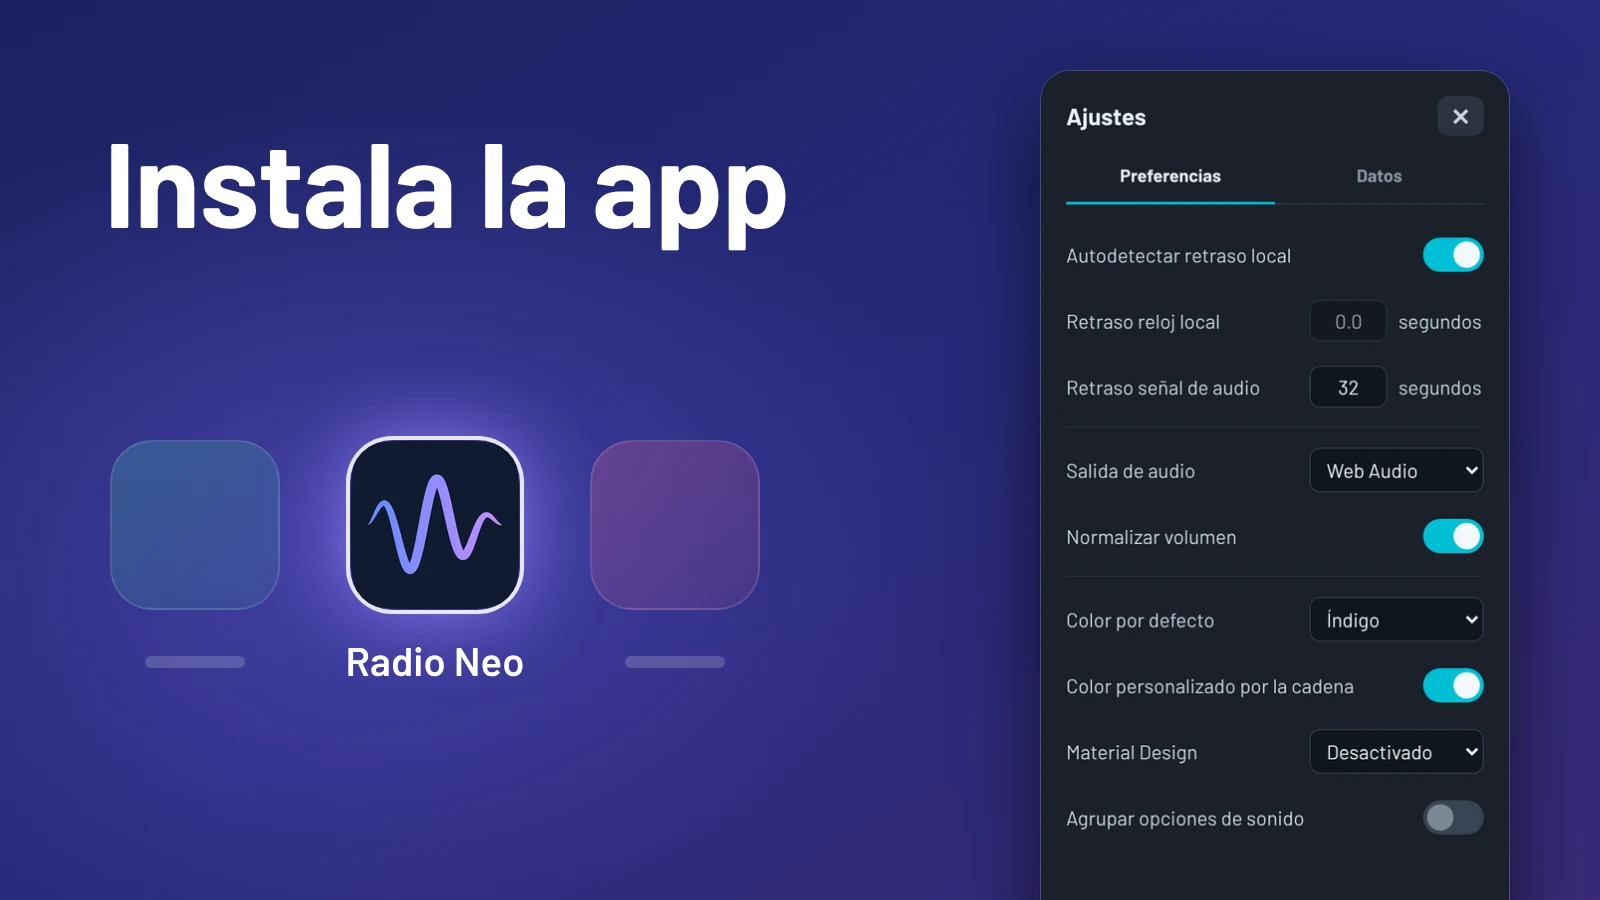 Instala la app
Radio Neo
Ajustes
Preferencias Datos
Autodetectar retraso local
Retraso reloj local 0.0 segundos
Retraso señal de audio 32 segundos
Salida de audio Web Audio
Normalizar volumen
Color por defecto Índigo
Color personalizado por la cadena
Material Design Desactivado
Agrupar opciones de sonido